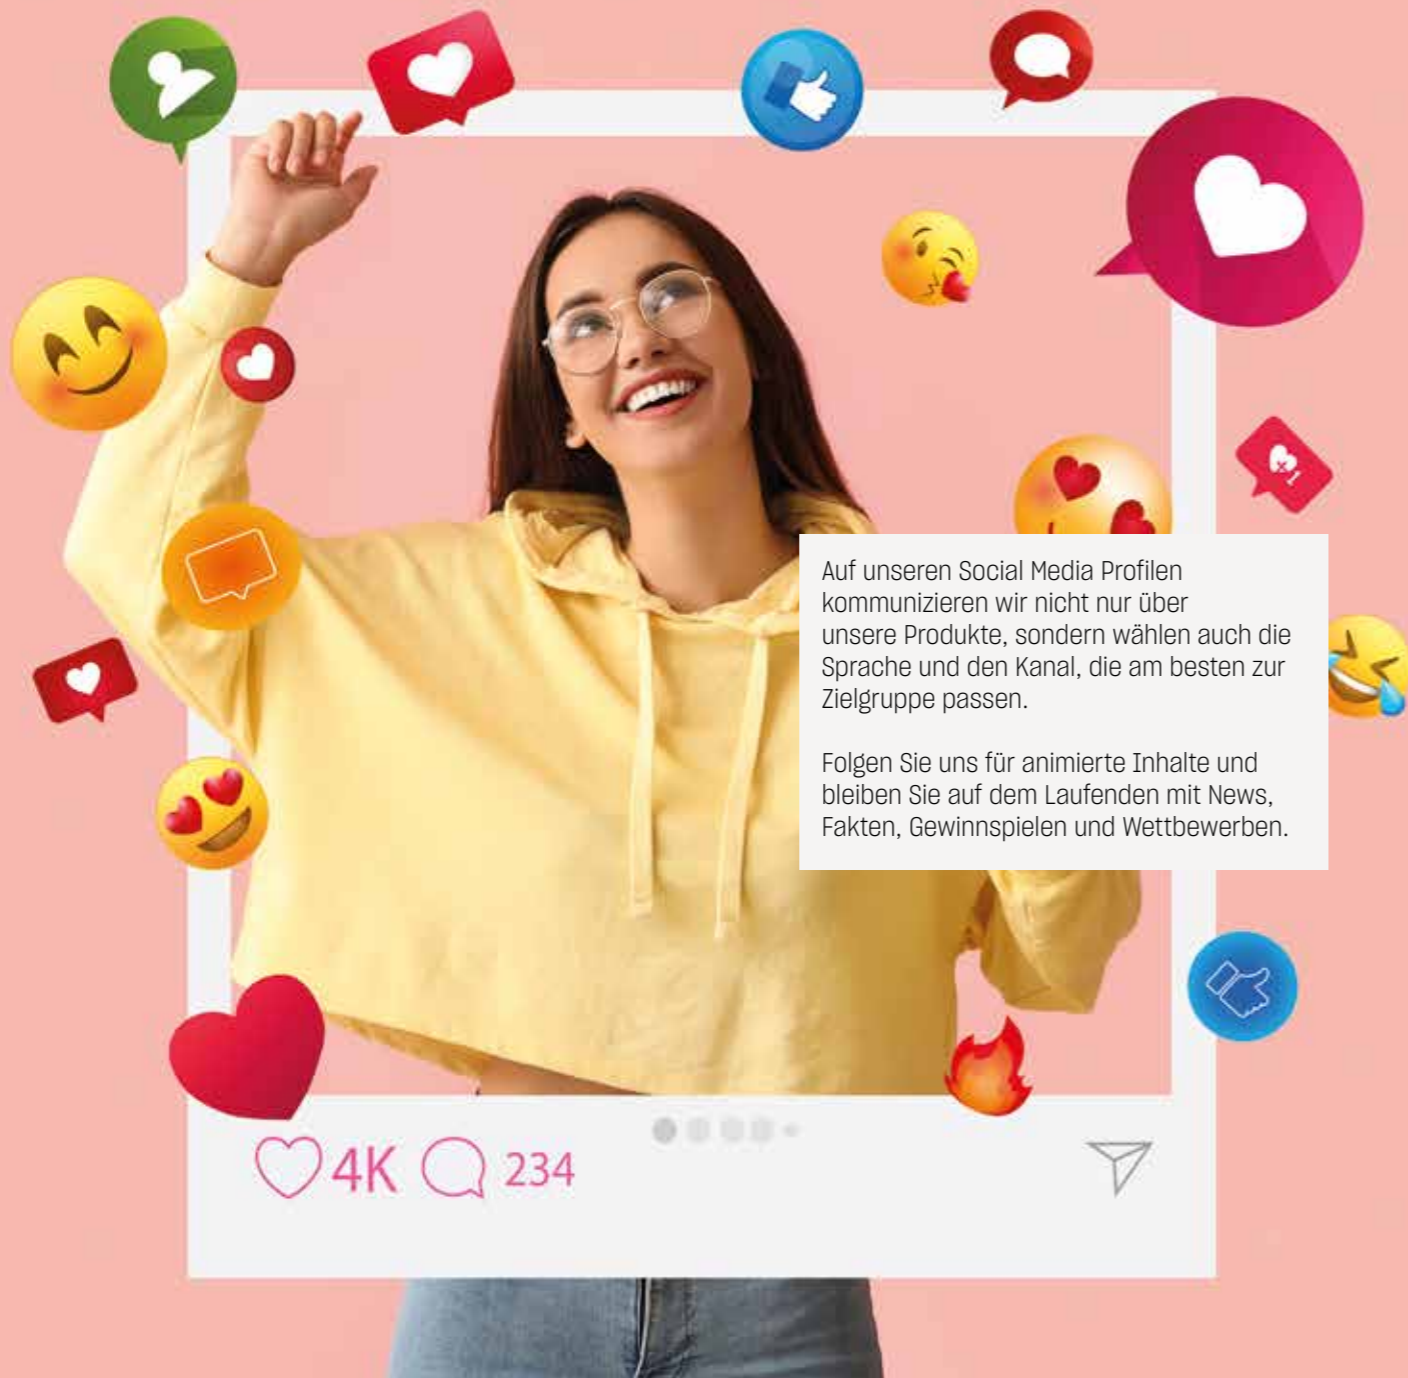 +1
Auf unseren Social Media Profilen
kommunizieren wir nicht nur über
unsere Produkte, sondern wählen auch die
Sprache und den Kanal, die am besten zur
Zielgruppe passen.
Folgen Sie uns für animierte Inhalte und
bleiben Sie auf dem Laufenden mit News,
Fakten, Gewinnspielen und Wettbewerben.
4K 234